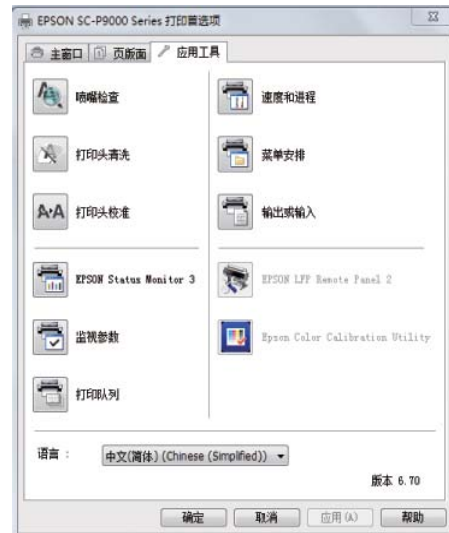 EPSON SC-P9000 Series 打印首选项
主窗口 页版面 应用工具
喷嘴检查
速度和进程
打印头清洗
菜单安排
打印头校准
输出或输入
EPSON Status Monitor 3
EPSON LFP Remote Panel 2
监视参数
Epson Color Calibration Utility
打印队列
语言 : 中文(简体) (Chinese (Simplified))
版本 6.70
确定 取消 应用(A) 帮助